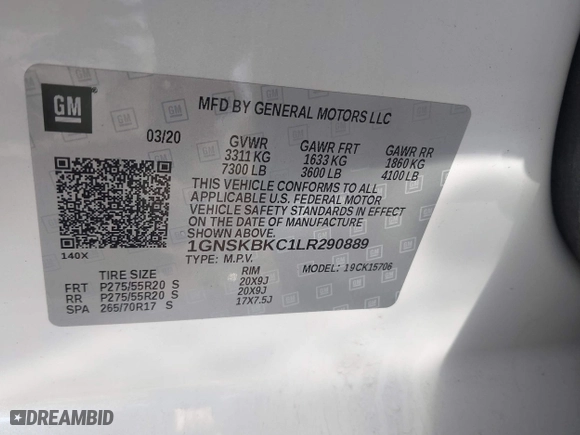 GM
MFD BY GENERAL MOTORS LLC
03/20 GVWR GAWR FRT GAWR RR
3311 KG 1633 KG 1860 KG
7300 LB 3600 LB 4100 LB
THIS VEHICLE CONFORMS TO ALL
APPLICABLE U.S. FEDERAL MOTOR
VEHICLE SAFETY STANDARDS IN EFFECT
ON THE DATE OF MANUFACTURE
SHOWN ABOVE.
1GNSKBKC1LR290889
140X
TYPE: M.P.V. MODEL: 19CK15706
TIRE SIZE RIM
FRT P275/55R20 S 20X9J
RR P275/55R20 S 20X9J
SPA 265/70R17 S 17X7.5J
DREAMBID